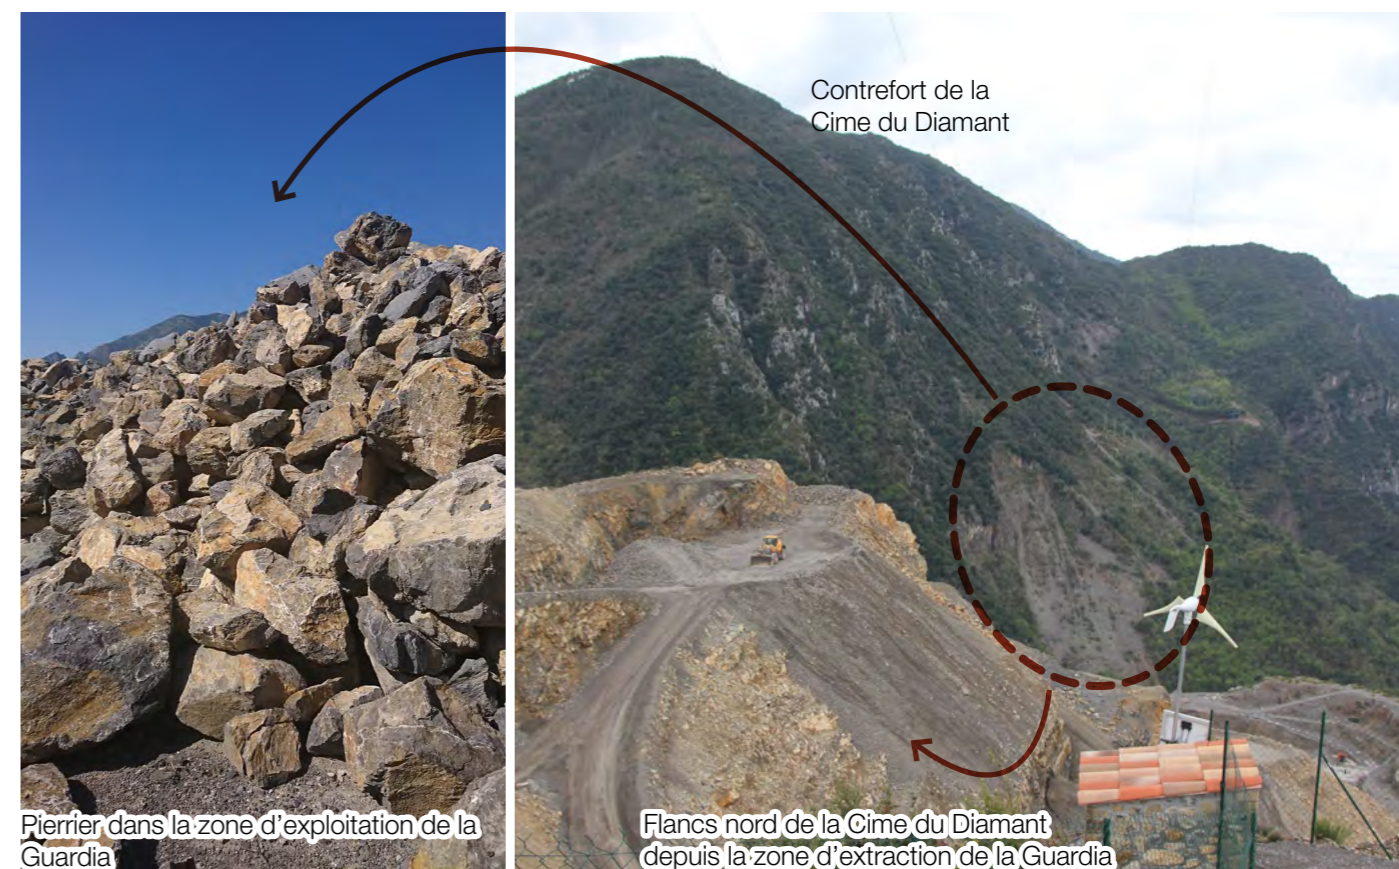 Contrefort de la
Cime du Diamant
Pierrier dans la zone d'exploitation de la
Guardia
Flancs nord de la Cime du Diamant
depuis la zone d'extraction de la Guardia